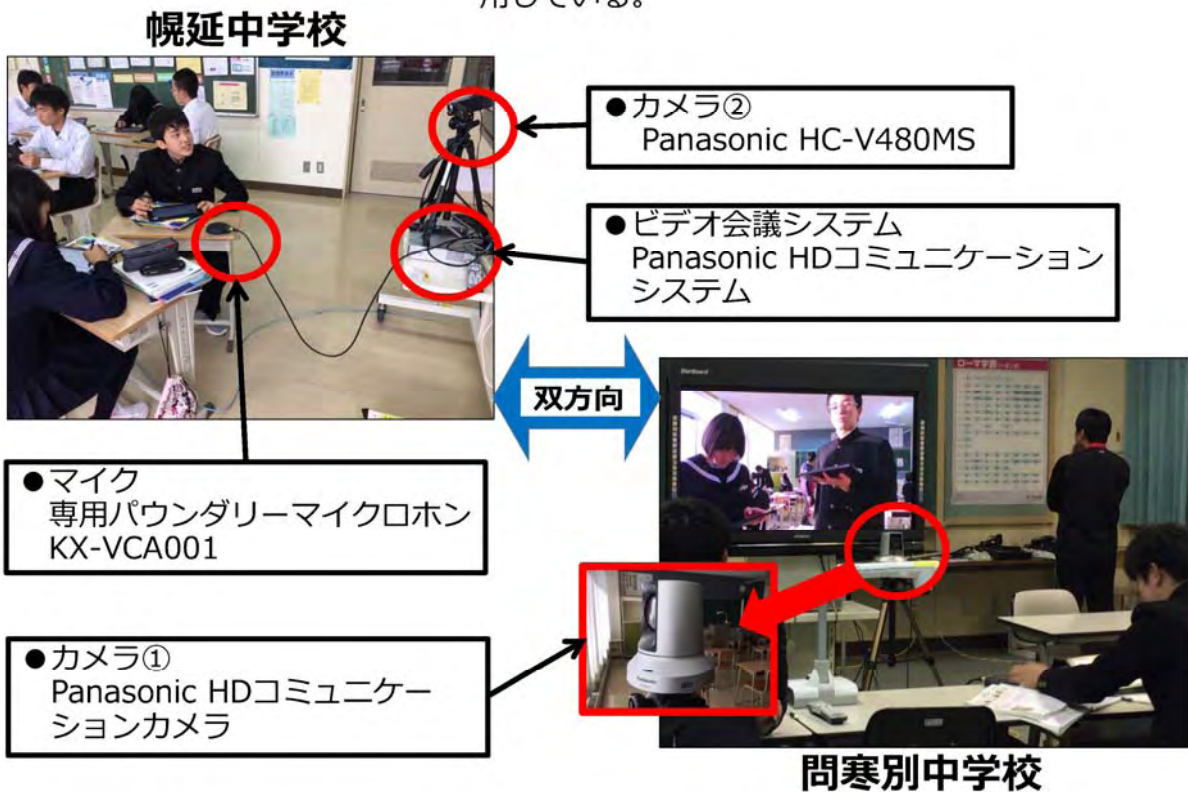 用している。
幌延中学校
●カメラ②
Panasonic HC-V480MS
●ビデオ会議システム
Panasonic HDコミュニケーション
システム
双方向
●マイク
専用パウンダリーマイクロホン
KX-VCA001
●カメラ①
Panasonic HDコミュニケー
ションカメラ
StarBoard
Panasonic
問寒別中学校